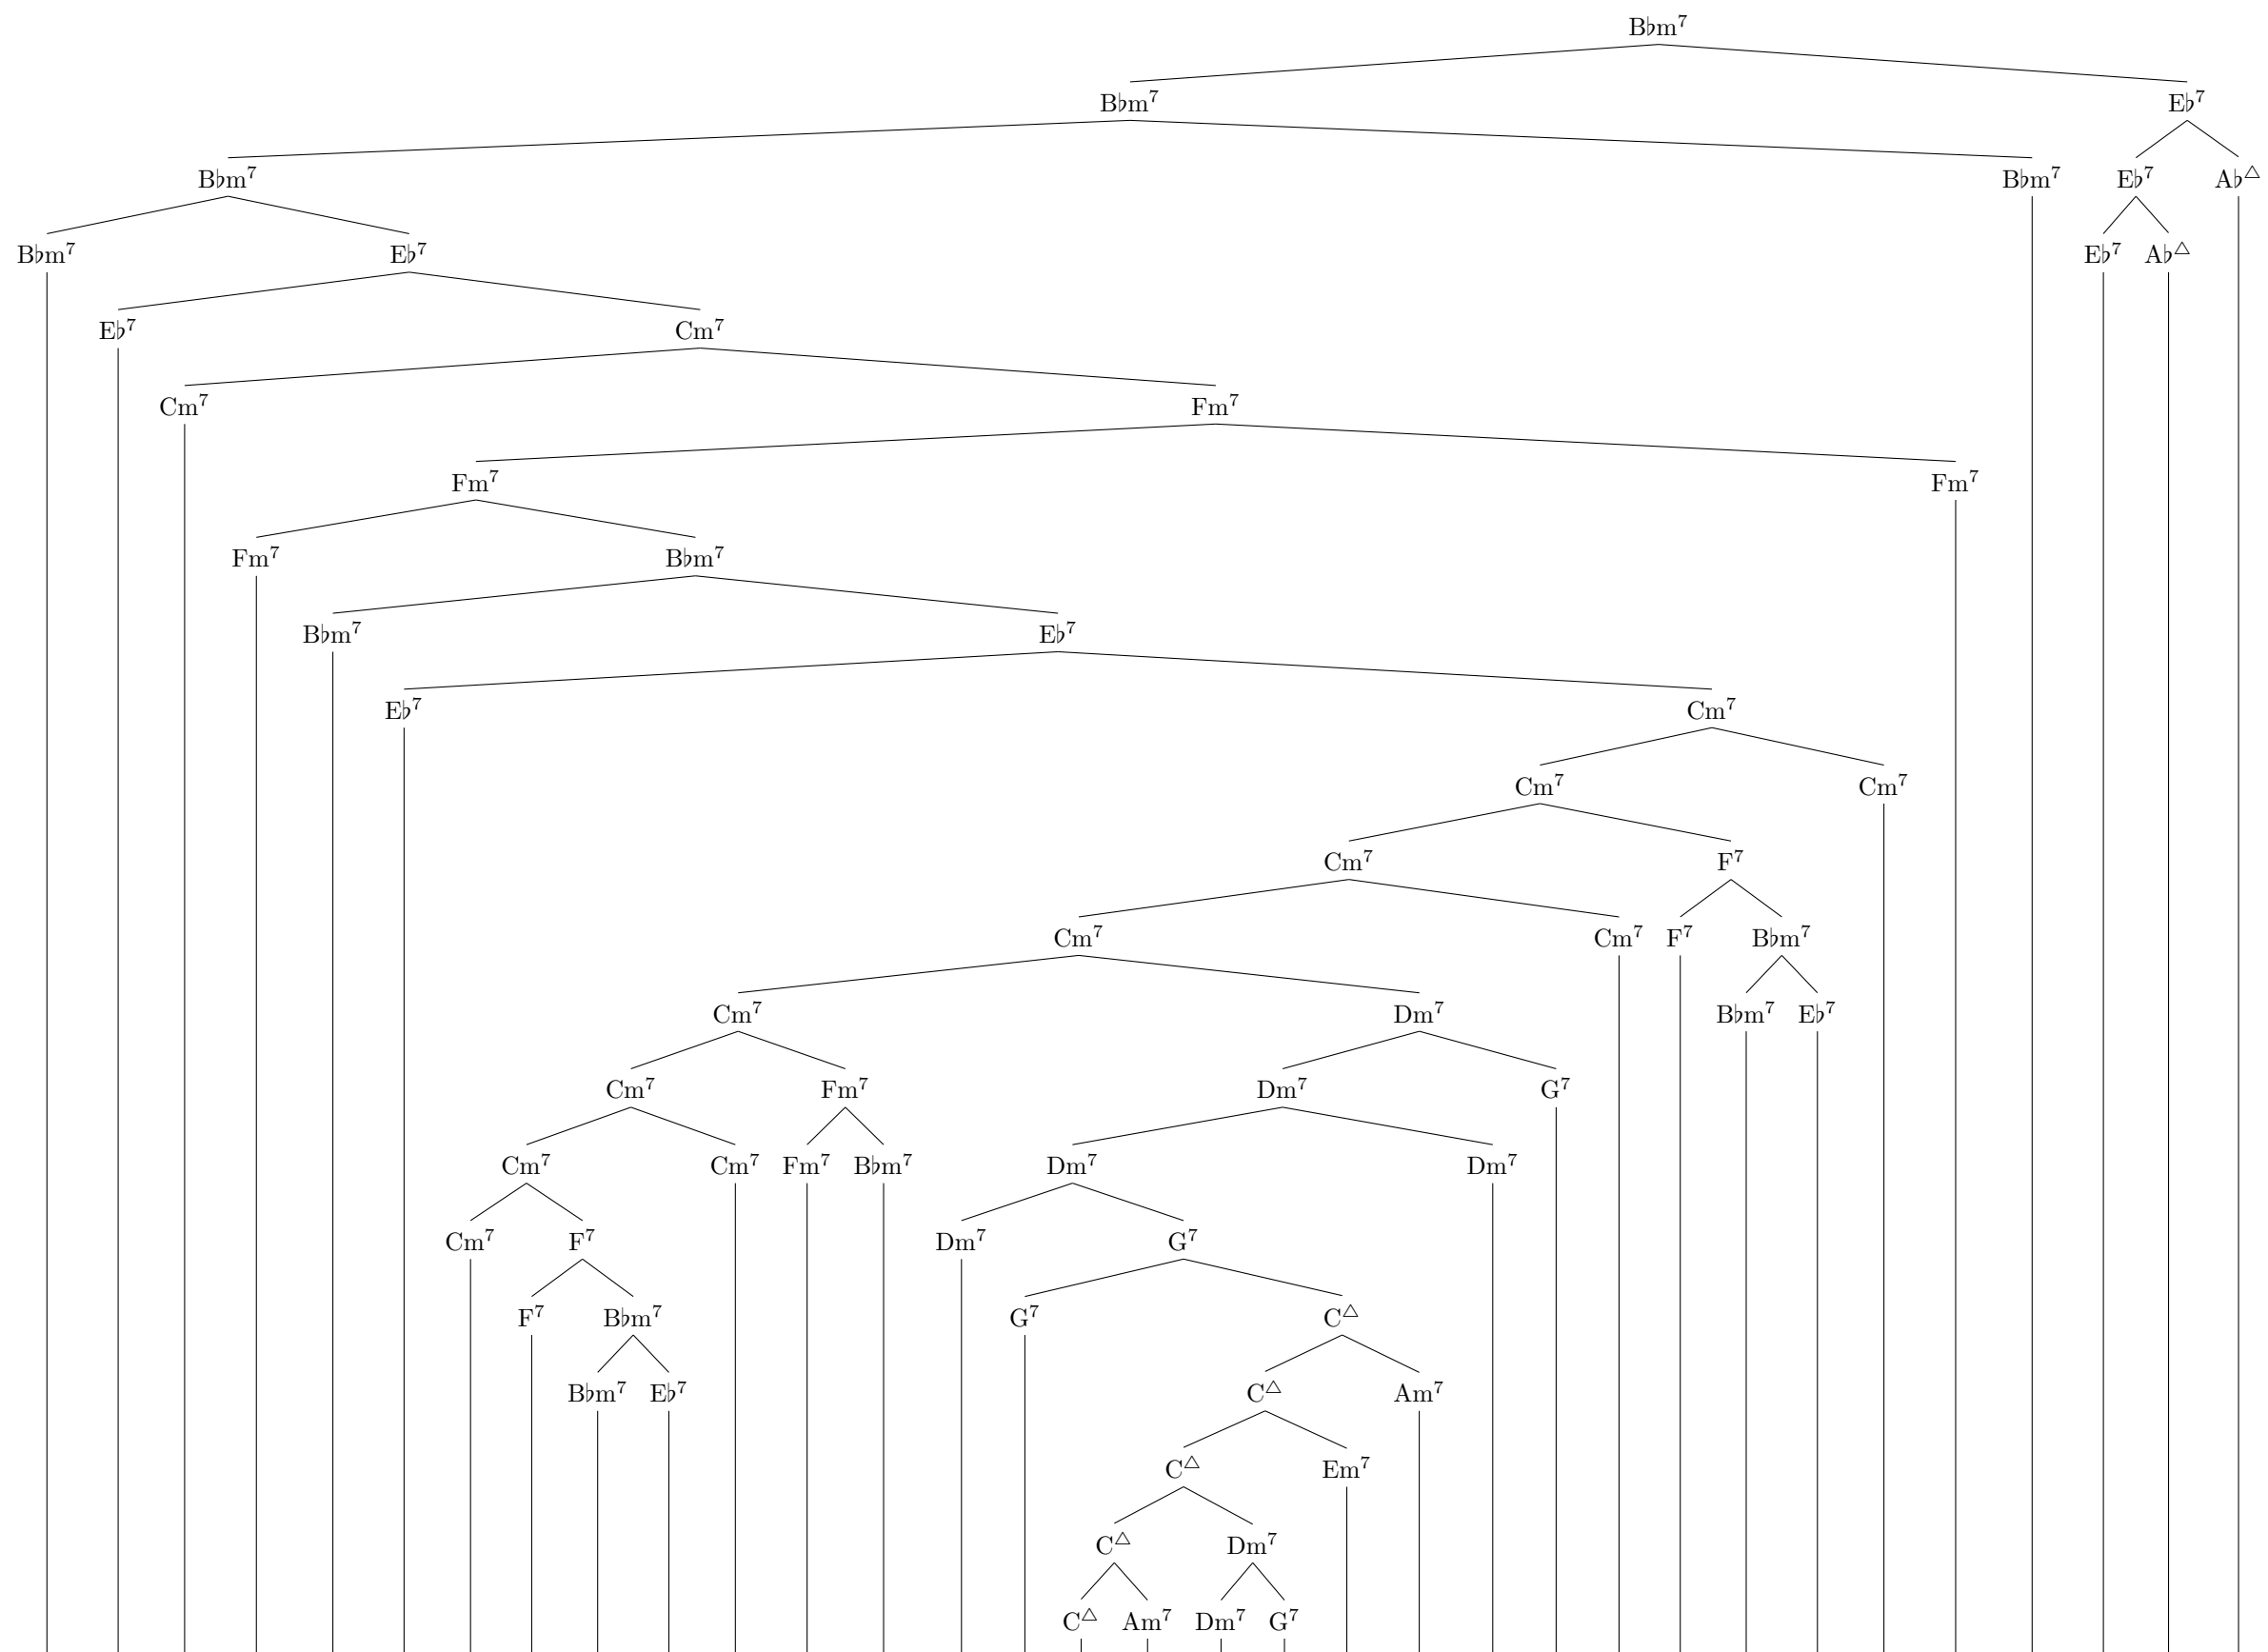 B♭m⁷
B♭m⁷ E♭⁷
B♭m⁷ B♭m⁷ E♭⁷ A♭△
B♭m⁷ E♭⁷ E♭⁷ A♭△
E♭⁷ Cm⁷
Cm⁷ Fm⁷
Fm⁷ Fm⁷
Fm⁷ B♭m⁷
B♭m⁷ E♭⁷
E♭⁷ Cm⁷
Cm⁷ Cm⁷
Cm⁷ F⁷
Cm⁷ Cm⁷ F⁷ B♭m⁷
Cm⁷ Dm⁷ B♭m⁷ E♭⁷
Cm⁷ Fm⁷ Dm⁷ G⁷
Cm⁷ Cm⁷ Fm⁷ B♭m⁷ Dm⁷ Dm⁷
Cm⁷ F⁷ Dm⁷ G⁷
F⁷ B♭m⁷ G⁷ C△
B♭m⁷ E♭⁷ C△ Am⁷
C△ Em⁷
C△ Dm⁷
C△ Am⁷ Dm⁷ G⁷